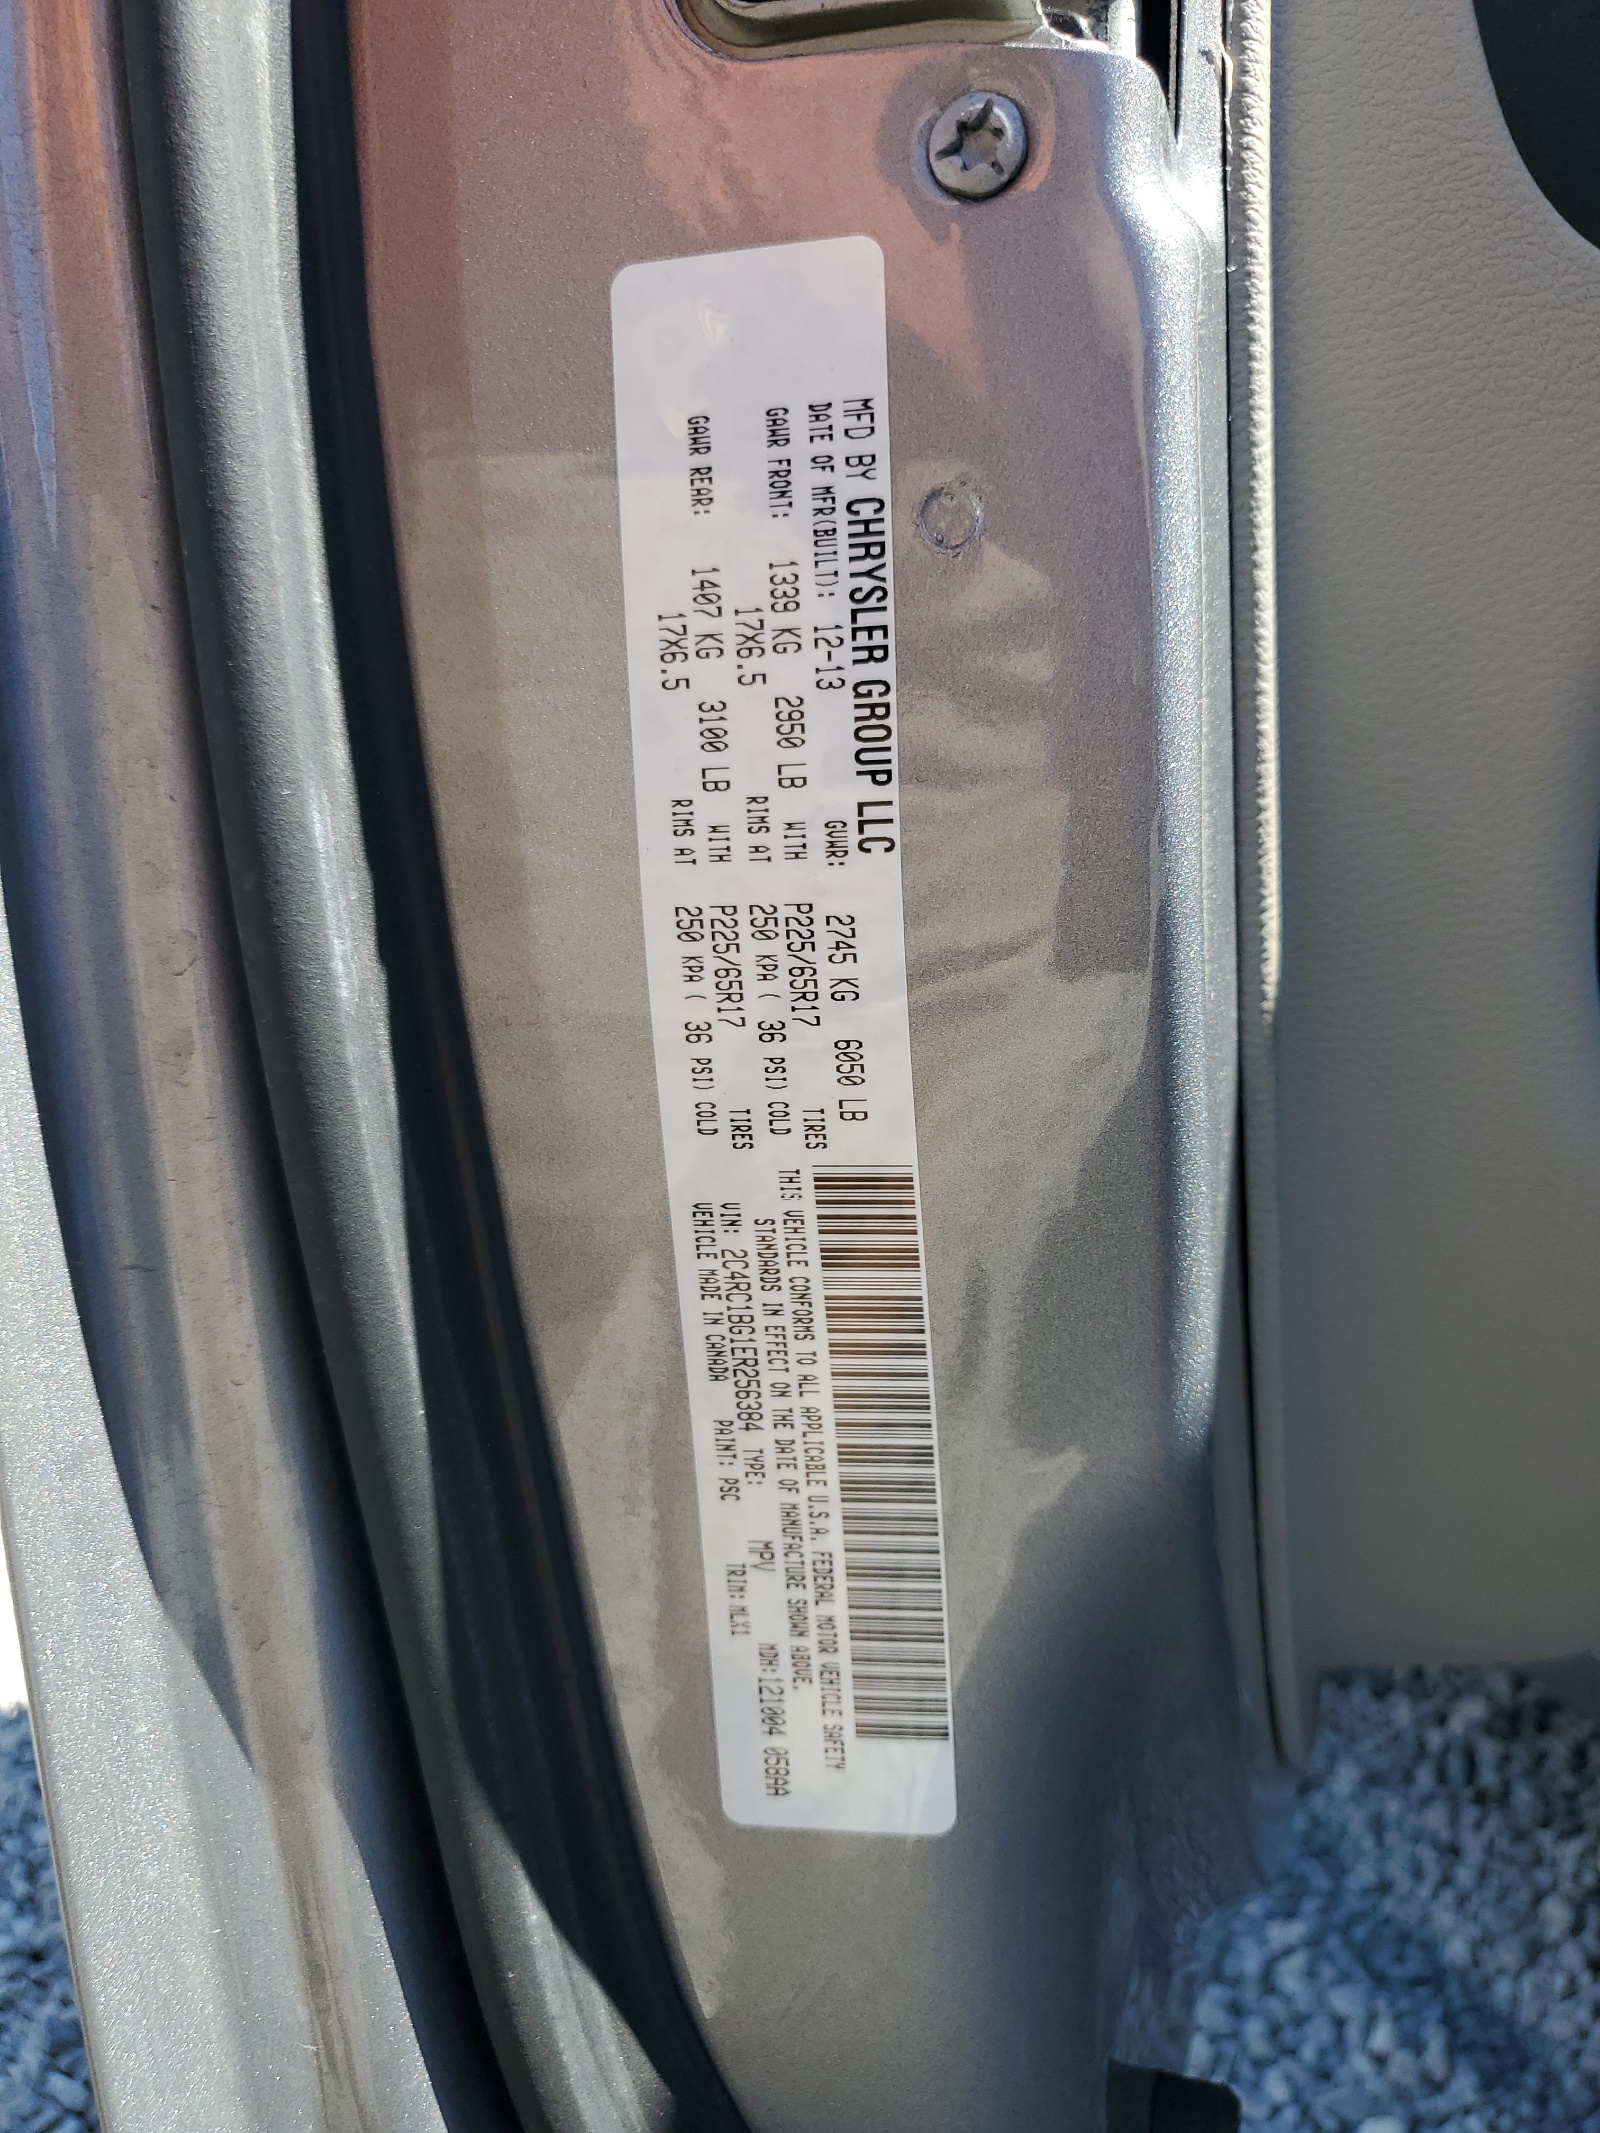 MFD BY CHRYSLER GROUP LLC
DATE OF MFR(BUILT): 12-13 GVWR: 2745 KG 6050 LB
GAWR FRONT: 1339 KG 2950 LB WITH P225/65R17 TIRES
17X6.5 RIMS AT 250 KPA ( 36 PSI) COLD
GAWR REAR: 1407 KG 3100 LB WITH P225/65R17 TIRES
17X6.5 RIMS AT 250 KPA ( 36 PSI) COLD
THIS VEHICLE CONFORMS TO ALL APPLICABLE U.S.A. FEDERAL MOTOR VEHICLE SAFETY
STANDARDS IN EFFECT ON THE DATE OF MANUFACTURE SHOWN ABOVE.
VIN: 2C4RC1BG1ER256384 TYPE: MPV MDH:121004 058AA
VEHICLE MADE IN CANADA PAINT: PSC TRIM:MLX1